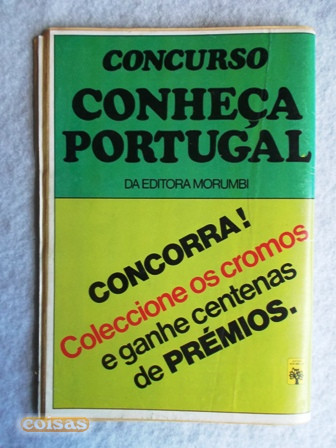 CONCURSO
CONHEÇA
PORTUGAL
DA EDITORA MORUMBI
CONCORRA!
Coleccione os cromos
e ganhe centenas
de PRÉMIOS.
coisas